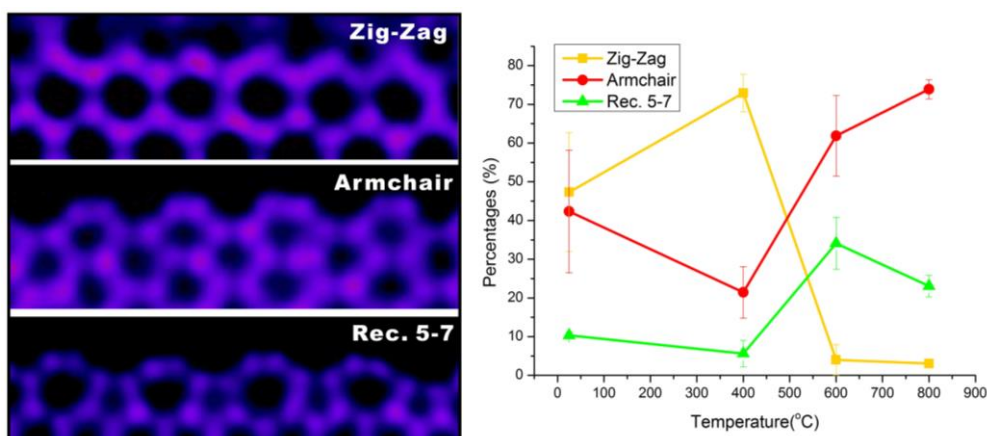 Zig-Zag
Armchair
Rec. 5-7
Zig-Zag
Armchair
Rec. 5-7
Percentages (%)
80
70
60
50
40
30
20
10
0
0 100 200 300 400 500 600 700 800 900
Temperature(°C)